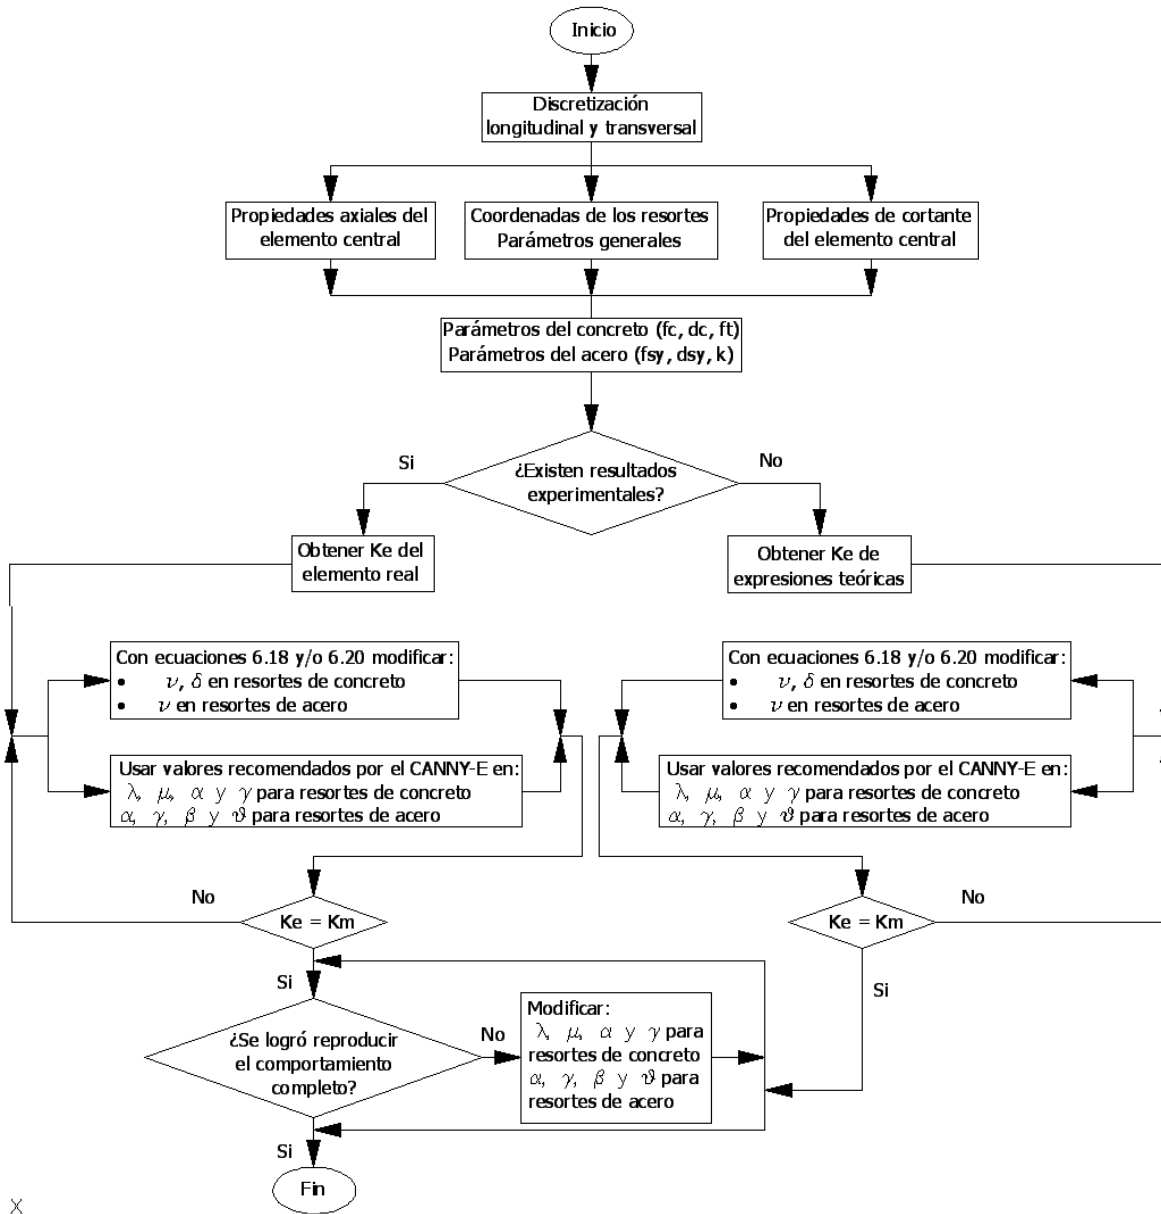 Inicio
Discretización
longitudinal y transversal
Propiedades axiales del
elemento central
Coordenadas de los resortes
Parámetros generales
Propiedades de cortante
del elemento central
Parámetros del concreto (fc, dc, ft)
Parámetros del acero (fsy, dsy, k)
Si
¿Existen resultados
experimentales?
No
Obtener Ke del
elemento real
Obtener Ke de
expresiones teóricas
Con ecuaciones 6.18 y/o 6.20 modificar:
• ν, δ en resortes de concreto
• ν en resortes de acero
Usar valores recomendados por el CANNY-E en:
λ, μ, α y γ para resortes de concreto
α, γ, β y ϑ para resortes de acero
Con ecuaciones 6.18 y/o 6.20 modificar:
• ν, δ en resortes de concreto
• ν en resortes de acero
Usar valores recomendados por el CANNY-E en:
λ, μ, α y γ para resortes de concreto
α, γ, β y ϑ para resortes de acero
No
Ke = Km
Ke = Km
No
Si
Si
¿Se logró reproducir
el comportamiento
completo?
No
Modificar:
λ, μ, α y γ para
resortes de concreto
α, γ, β y ϑ para
resortes de acero
Si
Fin
X